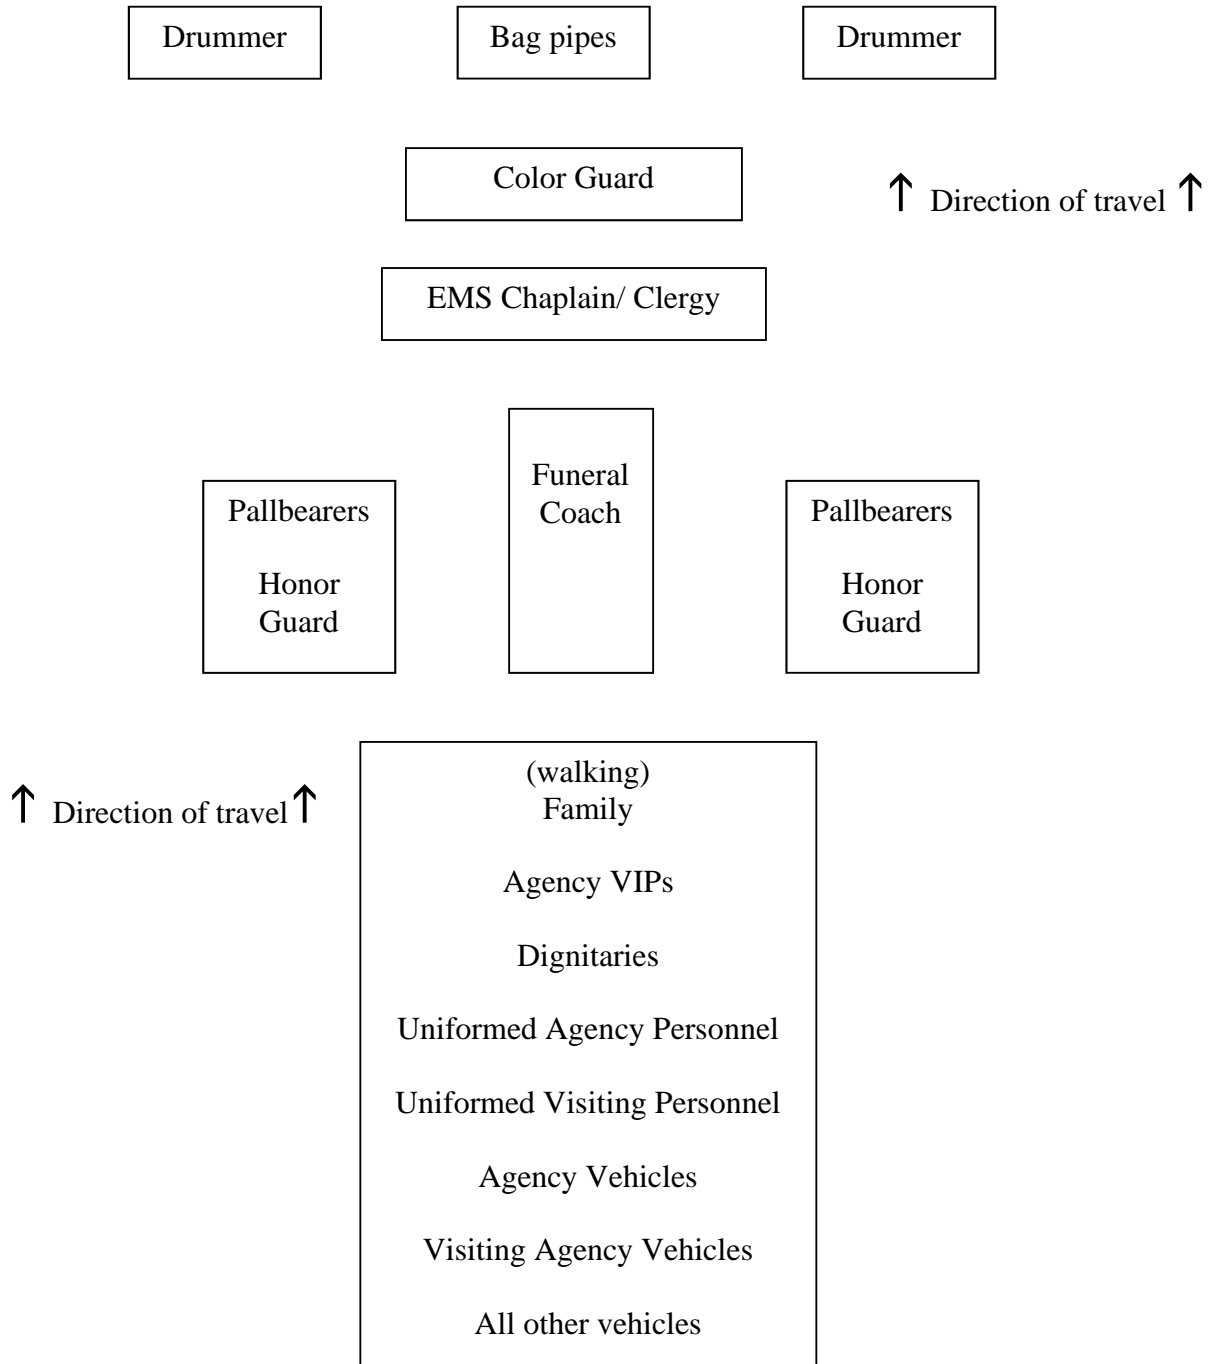 Drummer
Bag pipes
Drummer
Color Guard
↑ Direction of travel ↑
EMS Chaplain/ Clergy
Funeral
Coach
Pallbearers
Honor
Guard
Pallbearers
Honor
Guard
(walking)
Family
↑ Direction of travel ↑
Agency VIPs
Dignitaries
Uniformed Agency Personnel
Uniformed Visiting Personnel
Agency Vehicles
Visiting Agency Vehicles
All other vehicles